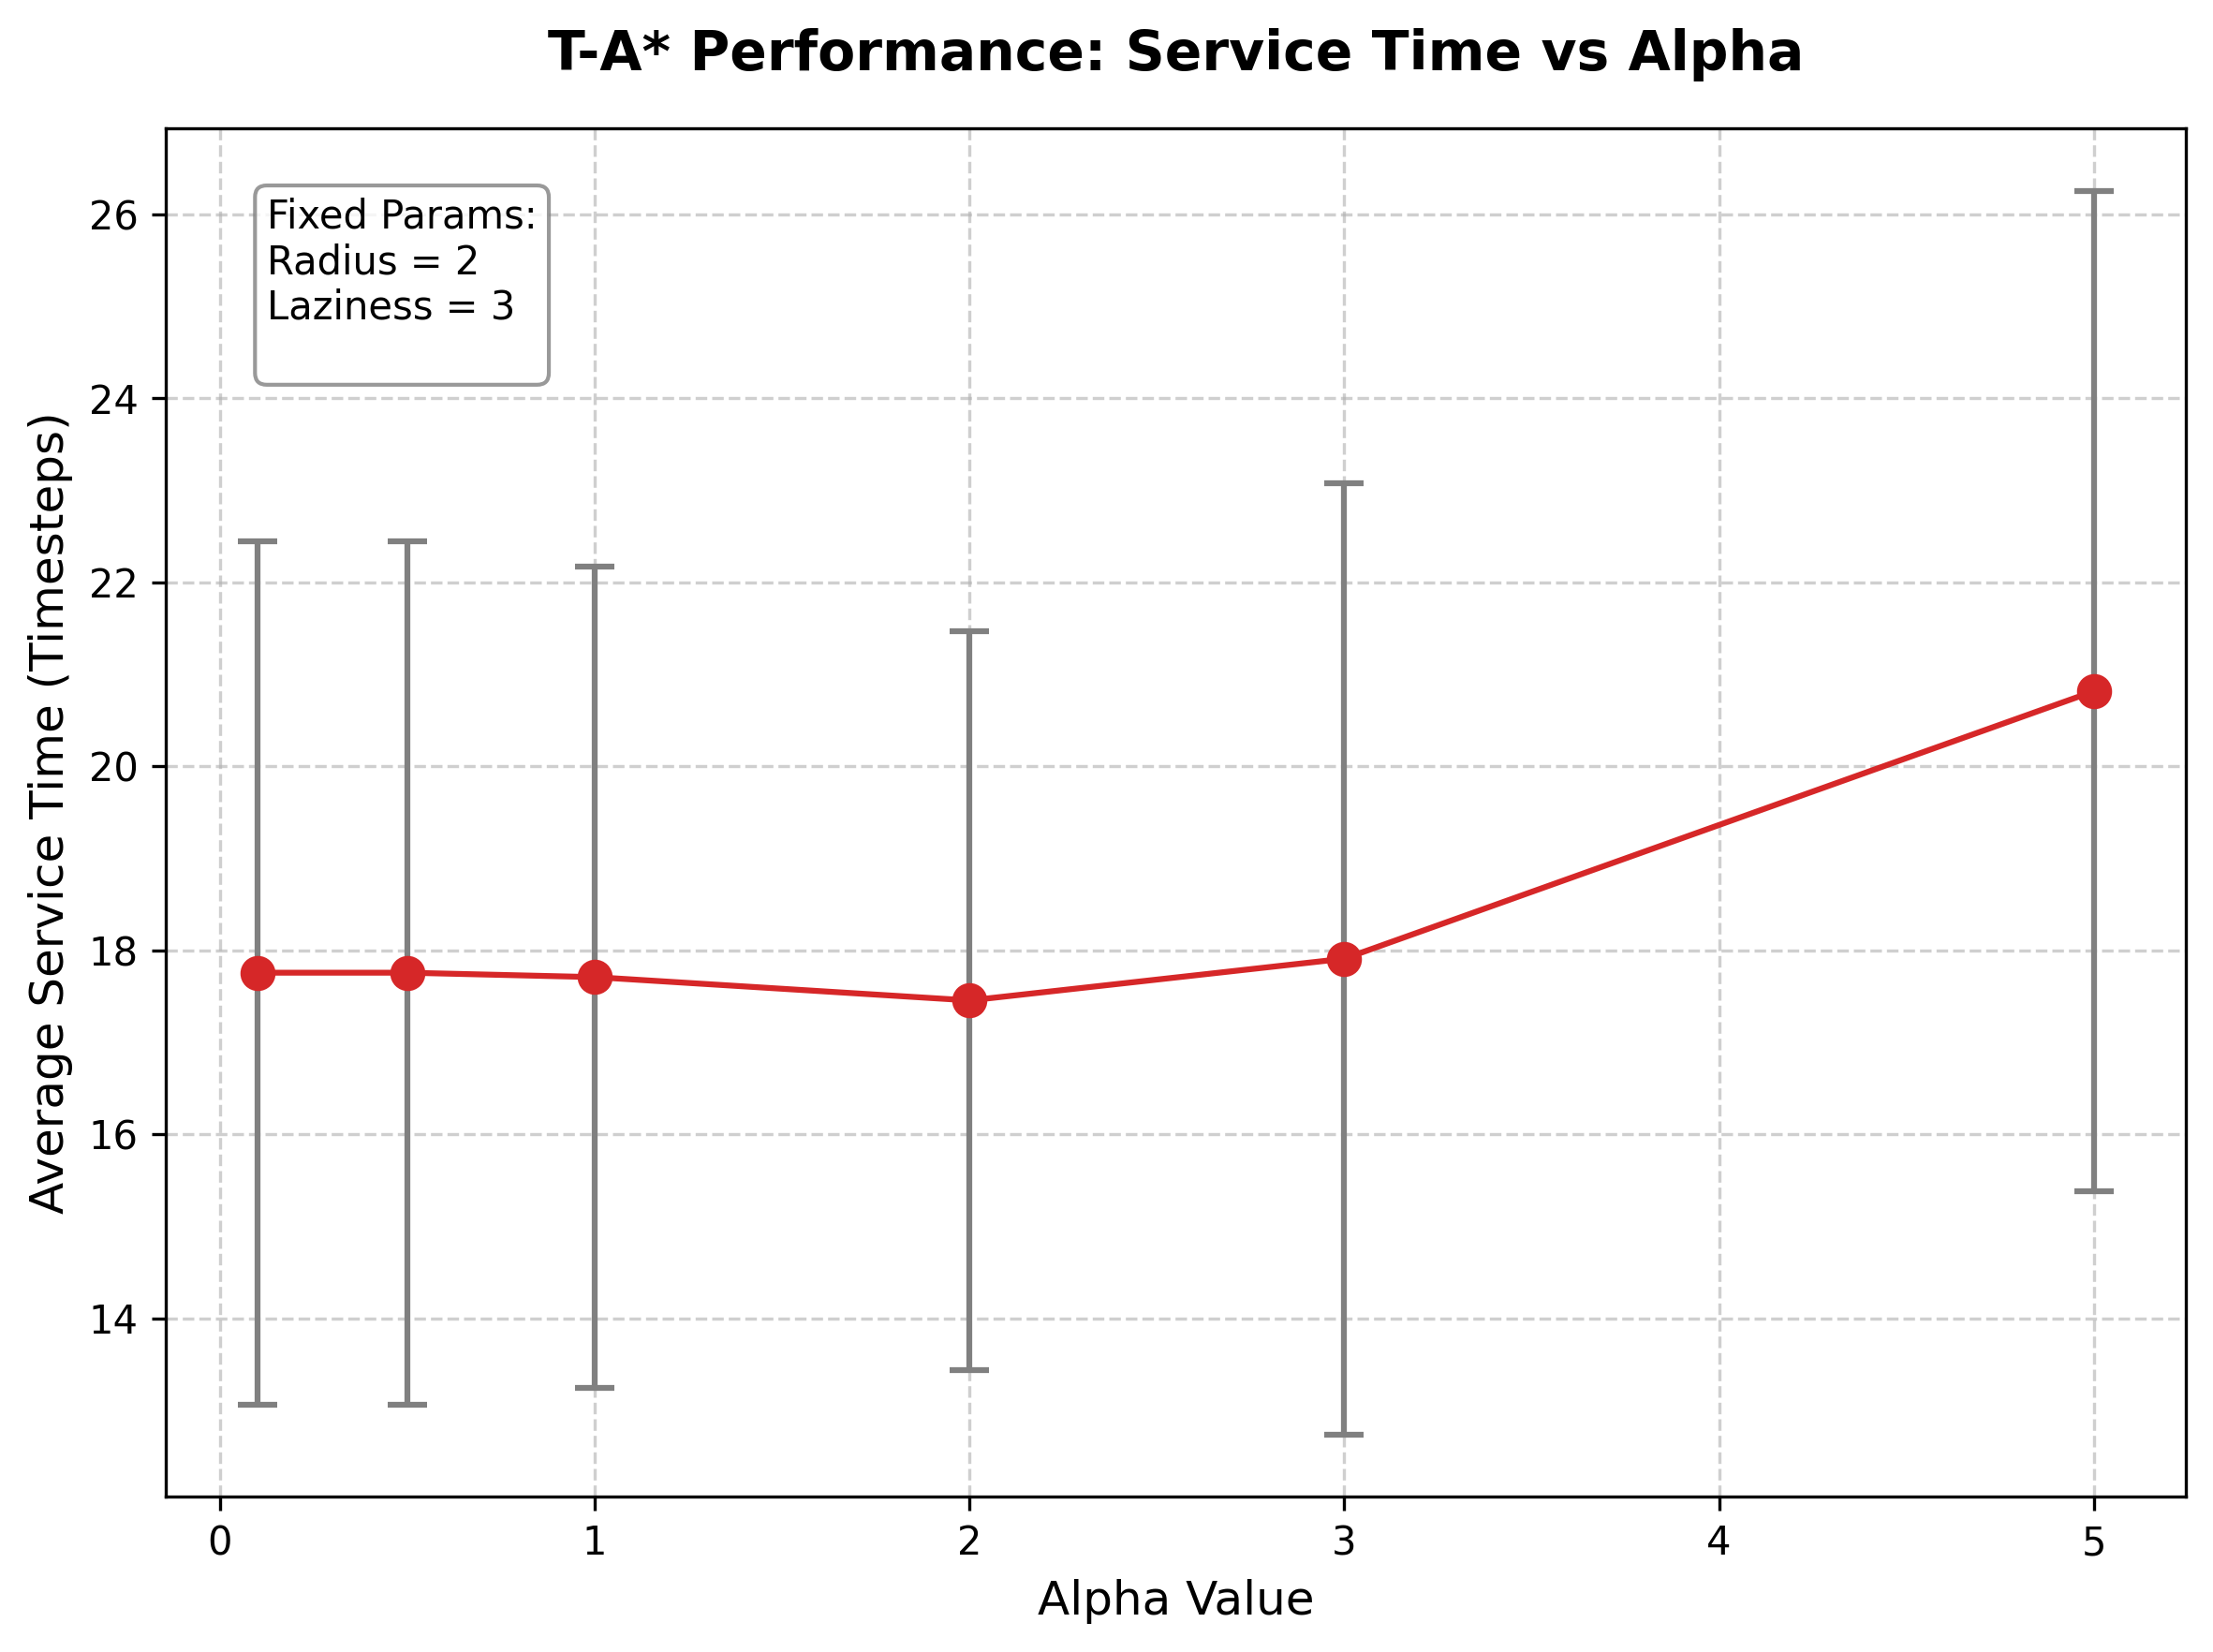 T-A* Performance: Service Time vs Alpha
Fixed Params:
Radius = 2
Laziness = 3
Average Service Time (Timesteps)
26
24
22
20
18
16
14
0 1 2 3 4 5
Alpha Value